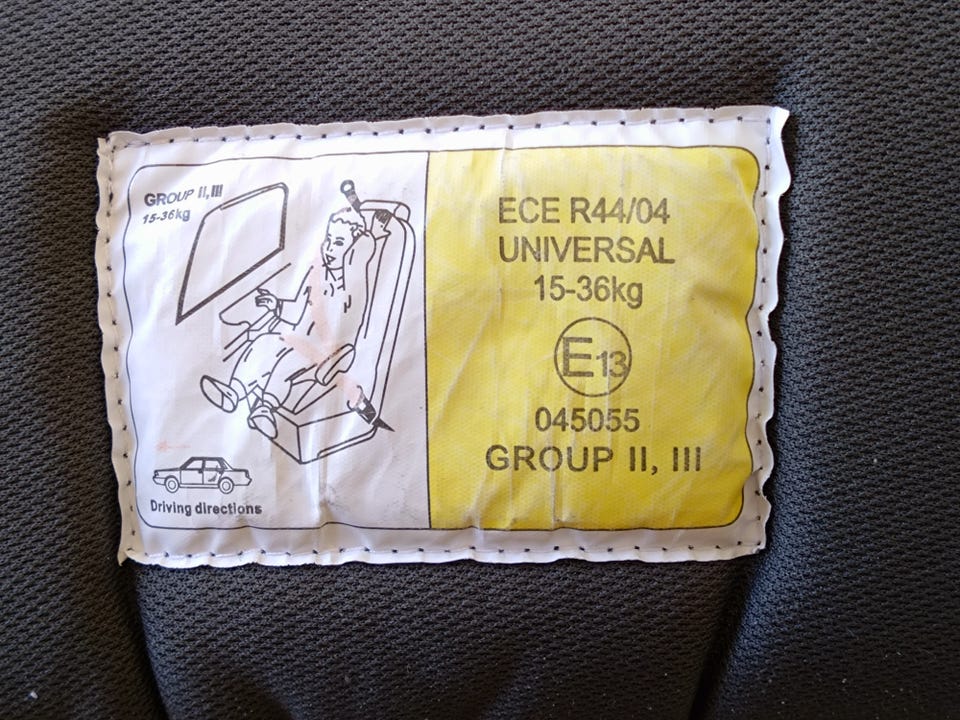 GROUP II,III
15-36kg
Driving directions
ECE R44/04
UNIVERSAL
15-36kg
E13
045055
GROUP II, III